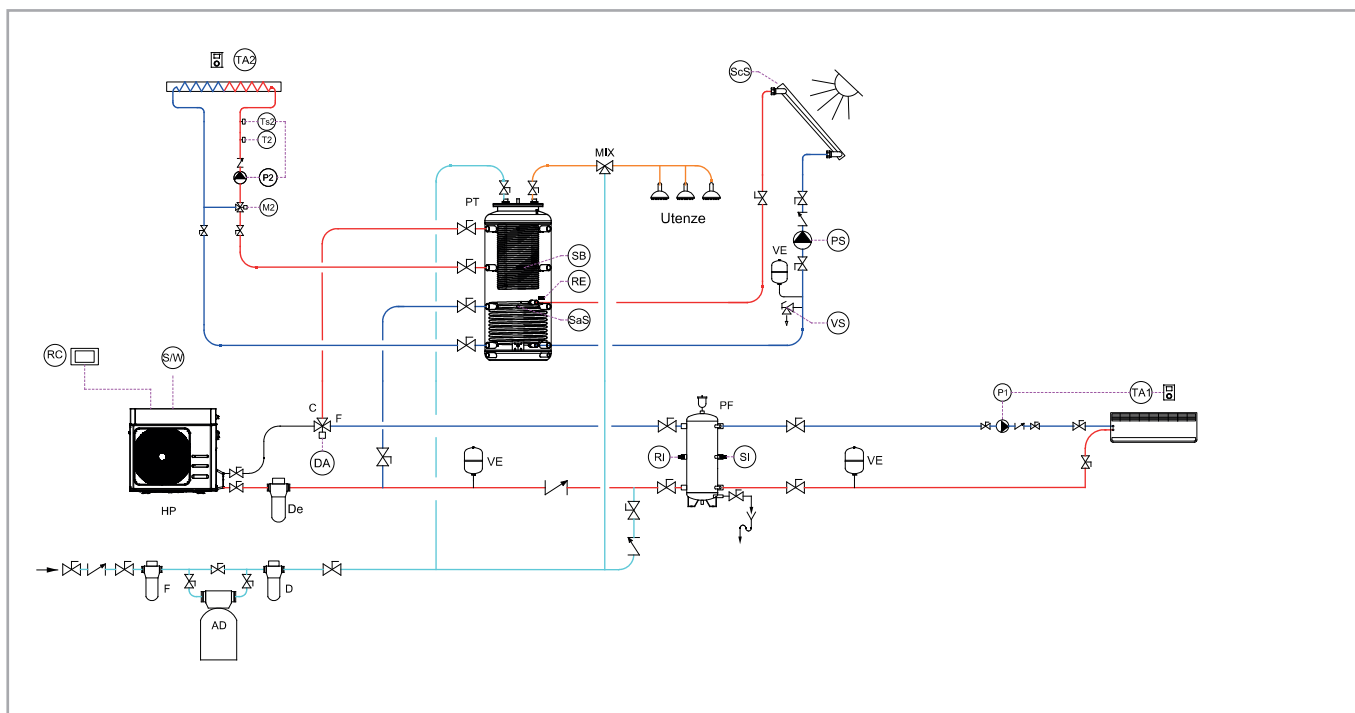 TA2
ScS
Ts2
T2
MIX
P2
PT
Utenze
M2
PS
VE
SB
RE
SaS
VS
RC
S/W
C
F
PF
P1
TA1
DA
VE
RI
SI
VE
De
HP
F
D
AD